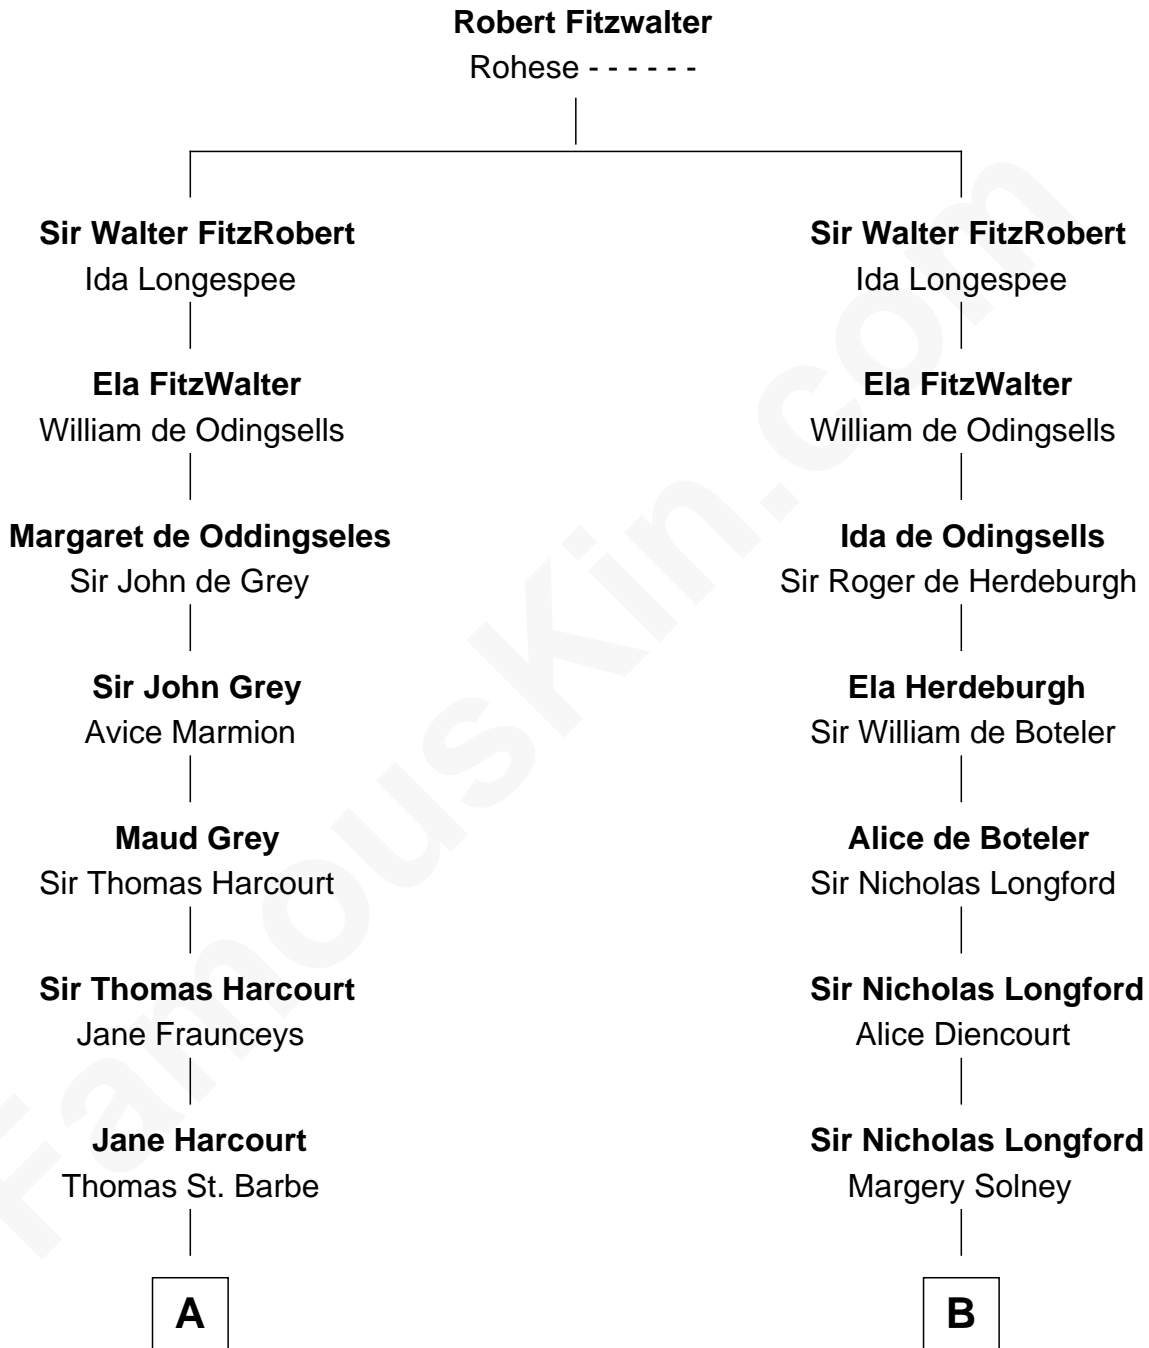 Robert Fitzwalter
Rohese - - - - - -
Sir Walter FitzRobert
Ida Longespee
Ela FitzWalter
William de Odingsells
Margaret de Oddingseles
Sir John de Grey
Sir John Grey
Avice Marmion
Maud Grey
Sir Thomas Harcourt
Sir Thomas Harcourt
Jane Fraunceys
Jane Harcourt
Thomas St. Barbe
A
Sir Walter FitzRobert
Ida Longespee
Ela FitzWalter
William de Odingsells
Ida de Odingsells
Sir Roger de Herdeburgh
Ela Herdeburgh
Sir William de Boteler
Alice de Boteler
Sir Nicholas Longford
Sir Nicholas Longford
Alice Diencourt
Sir Nicholas Longford
Margery Solney
B
FamousKin.com